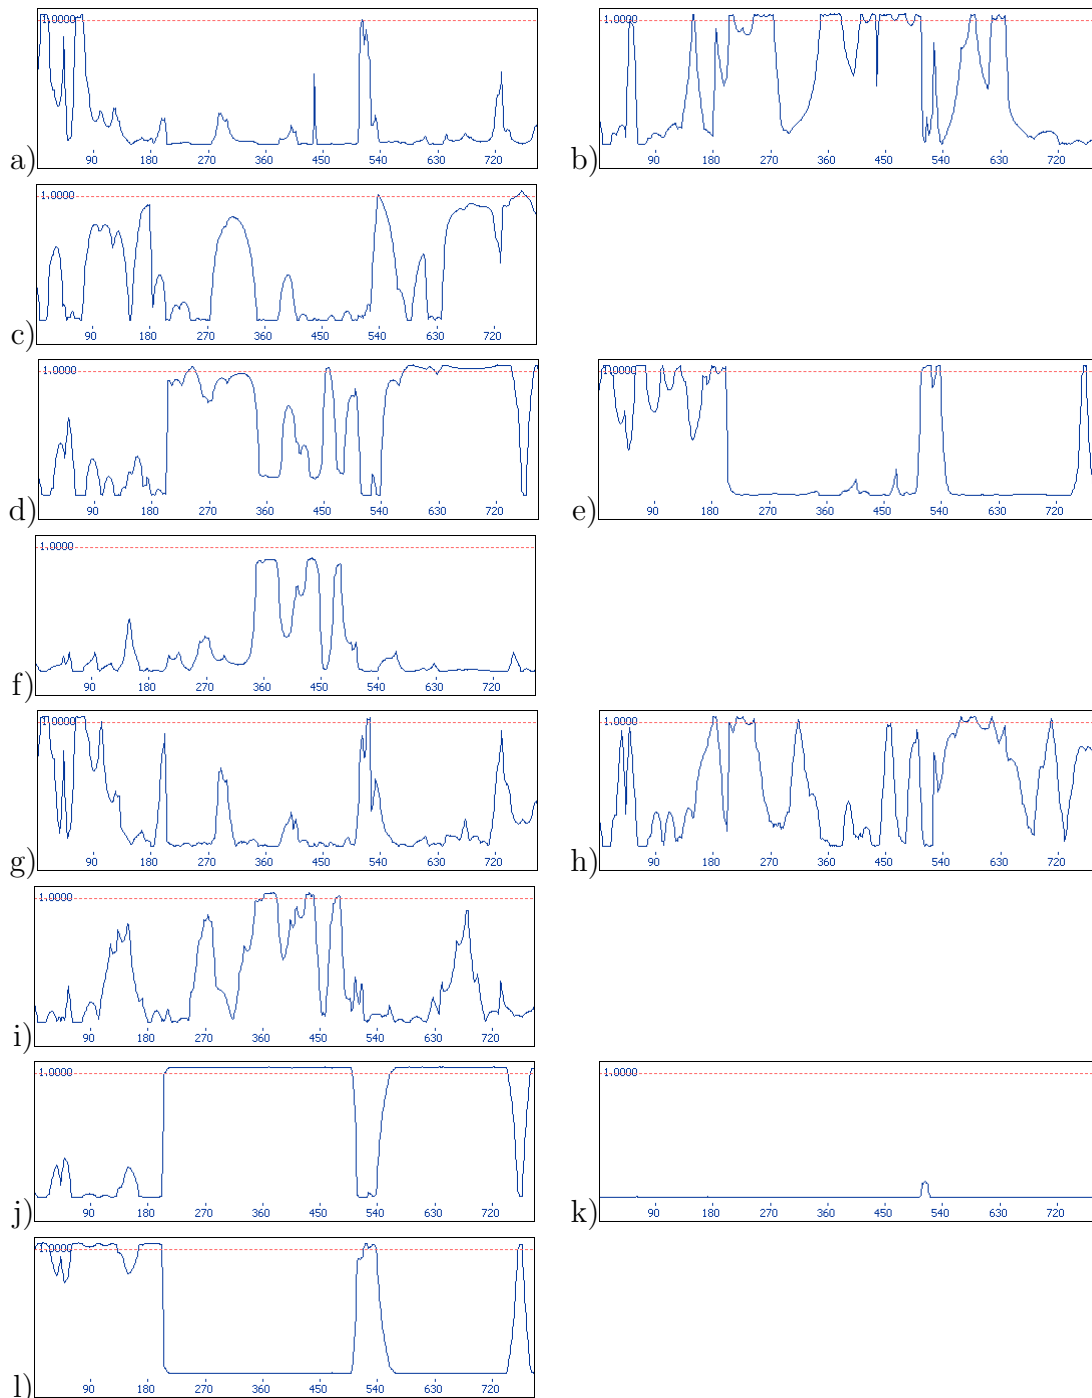 1.0000 1.0000
a) 90 180 270 360 450 540 630 720 b) 90 180 270 360 450 540 630 720
1.0000
c) 90 180 270 360 450 540 630 720
1.0000 1.0000
d) 90 180 270 360 450 540 630 720 e) 90 180 270 360 450 540 630 720
1.0000
f) 90 180 270 360 450 540 630 720
1.0000 1.0000
g) 90 180 270 360 450 540 630 720 h) 90 180 270 360 450 540 630 720
1.0000
i) 90 180 270 360 450 540 630 720
1.0000 1.0000
j) 90 180 270 360 450 540 630 720 k) 90 180 270 360 450 540 630 720
1.0000
l) 90 180 270 360 450 540 630 720